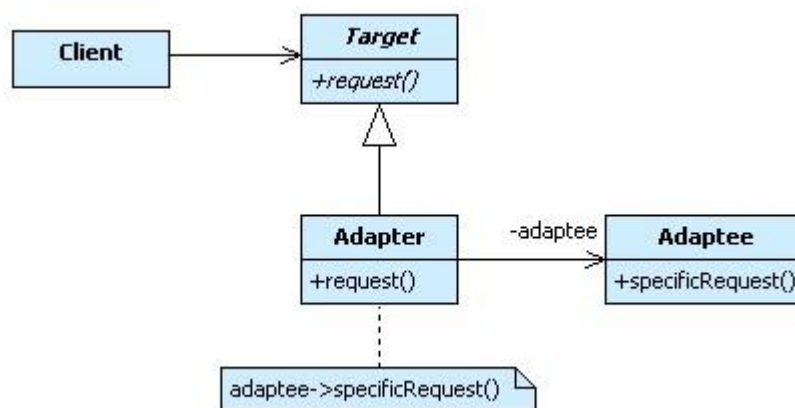 Client
Target
+request()
Adapter
+request()
-adaptee
Adaptee
+specificRequest()
adaptee->specificRequest()